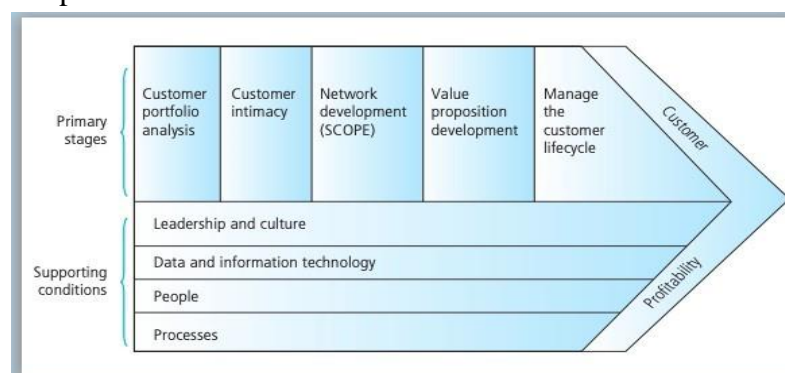 Primary
stages
Customer
portfolio
analysis
Customer
intimacy
Network
development
(SCOPE)
Value
proposition
development
Manage
the
customer
lifecycle
Customer
Supporting
conditions
Leadership and culture
Data and information technology
People
Processes
Profitability